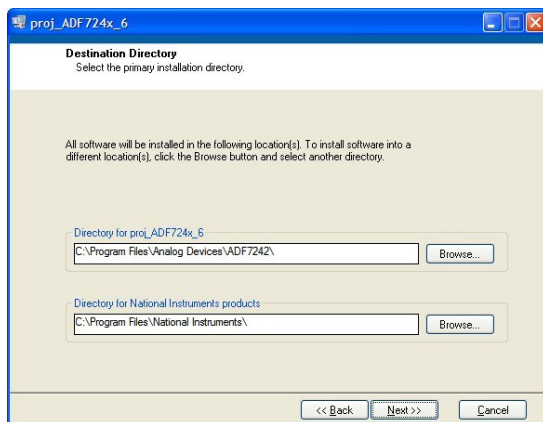 proj_ADF724x_6
Destination Directory
Select the primary installation directory.
All software will be installed in the following location(s). To install software into a
different location(s), click the Browse button and select another directory.
Directory for proj_ADF724x_6
C:\Program Files\Analog Devices\ADF7242\
Browse...
Directory for National Instruments products
C:\Program Files\National Instruments\
Browse...
<< Back
Next >>
Cancel